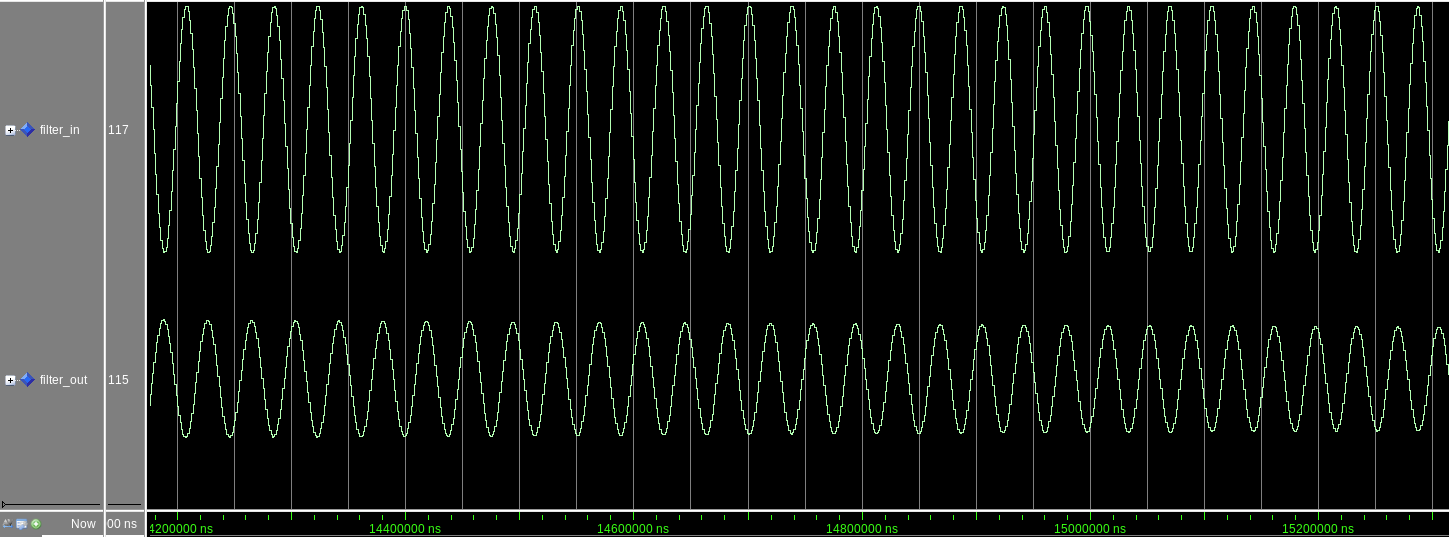 filter_in 117
filter_out 115
Now 00 ns
4200000 ns 14400000 ns 14600000 ns 14800000 ns 15000000 ns 15200000 ns